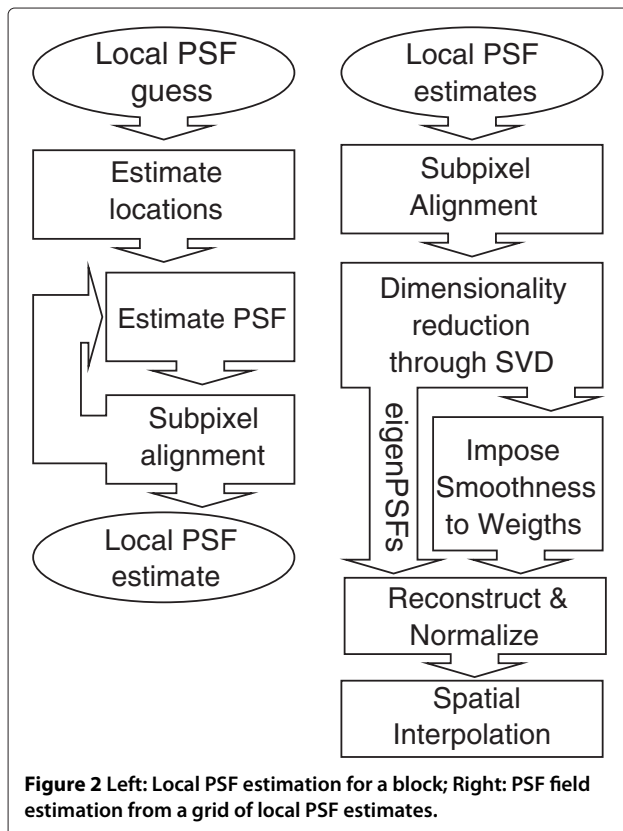 Local PSF
guess
Estimate
locations
Estimate PSF
Subpixel
alignment
Local PSF
estimate
Local PSF
estimates
Subpixel
Alignment
Dimensionality
reduction
through SVD
eigenPSFs
Impose
Smoothness
to Weigths
Reconstruct &
Normalize
Spatial
Interpolation
Figure 2 Left: Local PSF estimation for a block; Right: PSF field
estimation from a grid of local PSF estimates.